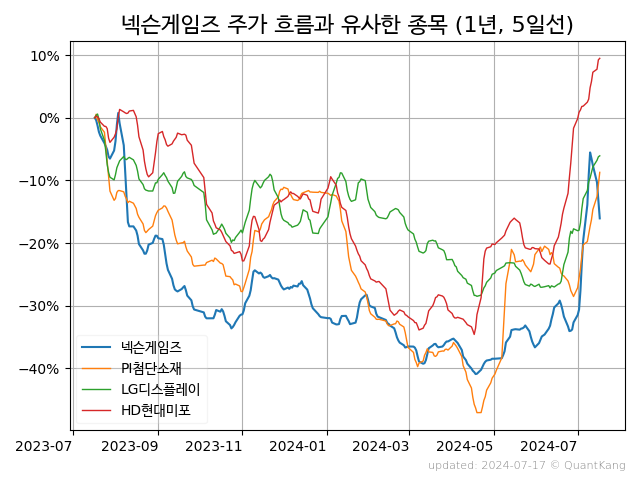 넥슨게임즈 주가 흐름과 유사한 종목 (1년, 5일선)
10%
0%
−10%
−20%
−30%
−40%
넥슨게임즈
PI첨단소재
LG디스플레이
HD현대미포
2023-07 2023-09 2023-11 2024-01 2024-03 2024-05 2024-07
updated: 2024-07-17 © QuantKang